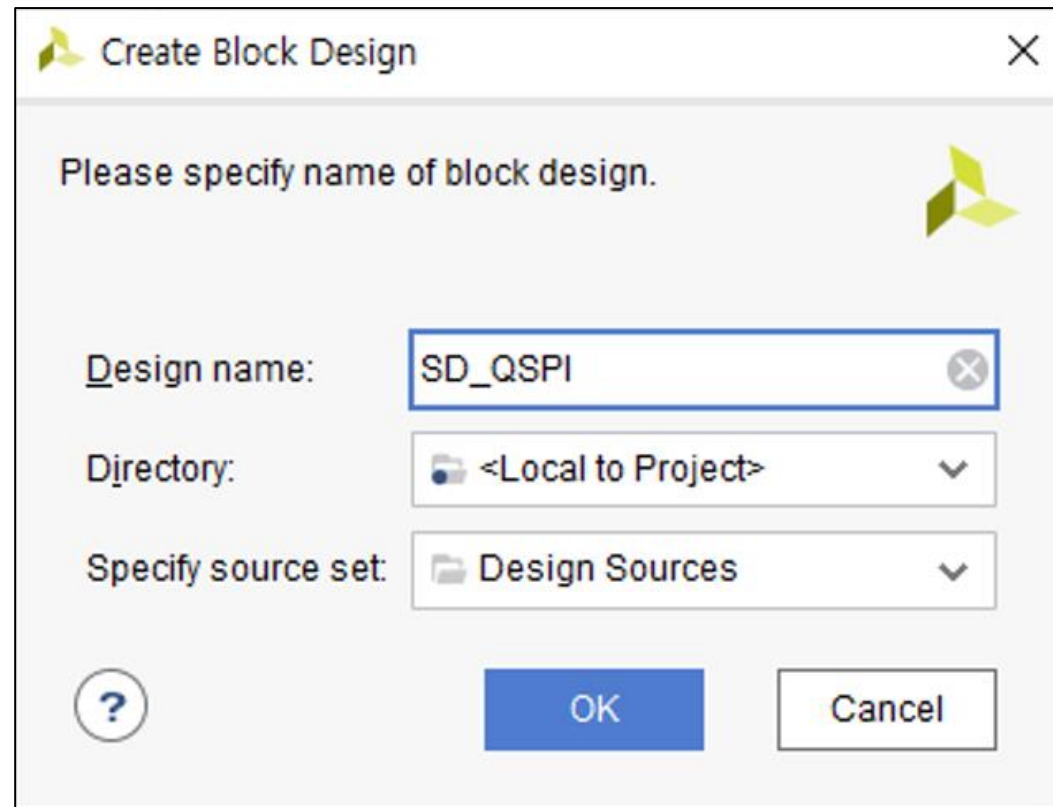 Create Block Design
Please specify name of block design.
Design name: SD_QSPI
Directory: <Local to Project>
Specify source set: Design Sources
? OK Cancel